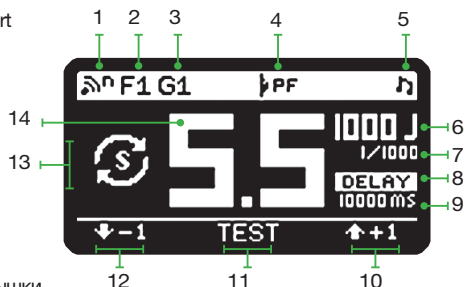 rt
1 2 3 4 5
n F1 G1 PF
14 5.5 1000 J 6
13 S 1/1000 7
DELAY 8
10000 ms 9
-1 TEST +1
12 11 10
ышки